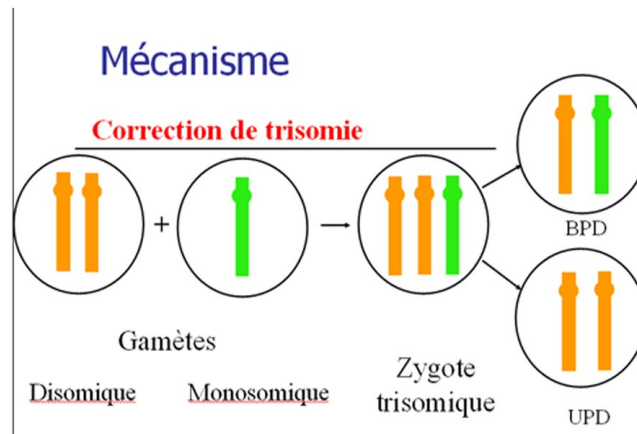 Mécanisme
Correction de trisomie
+
BPD
Gamètes
Disomique
Monosomique
Zygote
trisomique
UPD